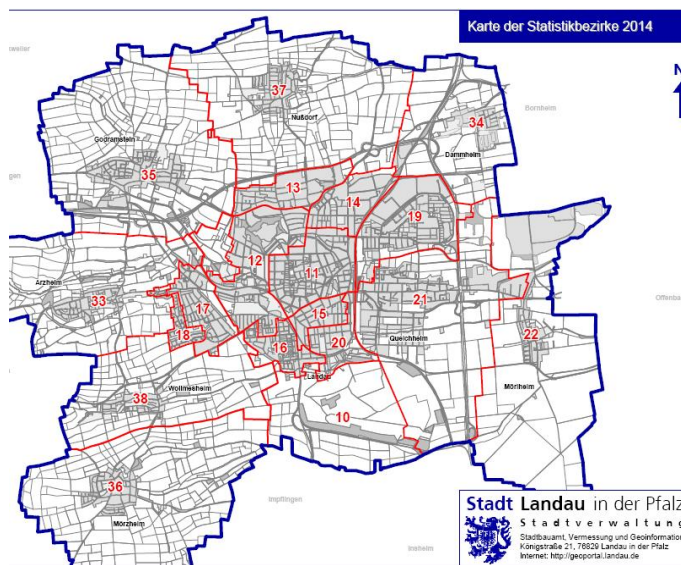 Karte der Statistikbezirke 2014
N
37
Nußdorf
Bornheim
34
Dammheim
Godramstein
35
13
14
19
12
11
Arzheim
33
17
21
15
18
16
20
Queichheim
22
Landau
Mörlheim
Wollmesheim
38
10
36
Mörzheim
Impflingen
Insheim
Stadt Landau in der Pfalz
Stadtverwaltung
Stadtbauamt, Vermessung und Geoinformation
Königstraße 21, 76829 Landau in der Pfalz
Internet: http://geoportal.landau.de